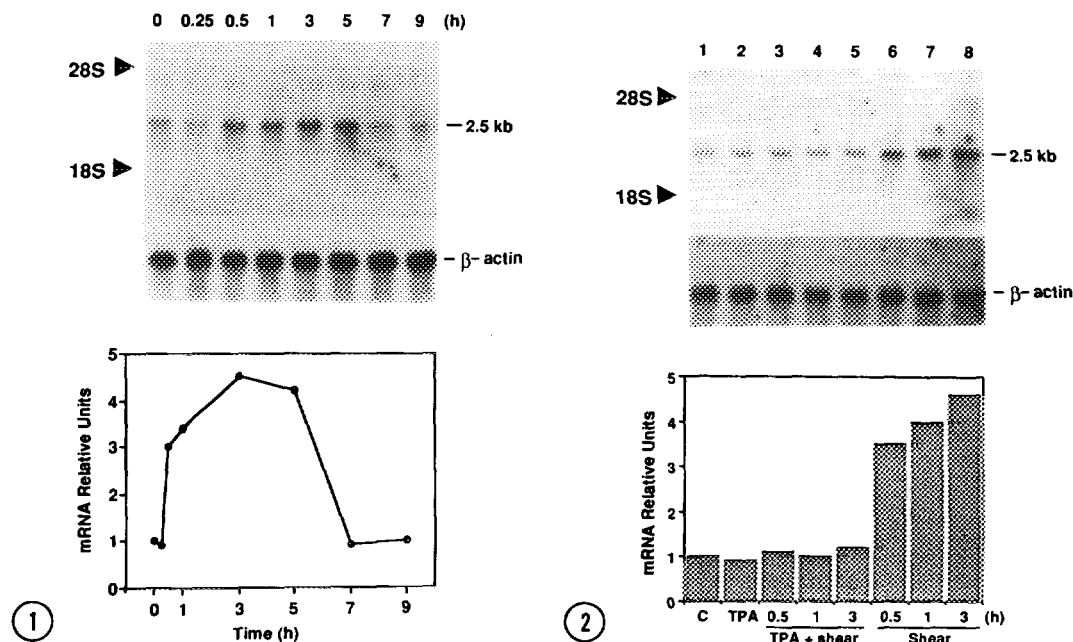 0 0.25 0.5 1 3 5 7 9 (h)
28S
2.5 kb
18S
β- actin
5
4
3
2
1
0
mRNA Relative Units
0 1 3 5 7 9
Time (h)
1
1 2 3 4 5 6 7 8
28S
2.5 kb
18S
β- actin
5
4
3
2
1
0
mRNA Relative Units
C TPA 0.5 1 3 0.5 1 3 (h)
TPA + shear Shear
2